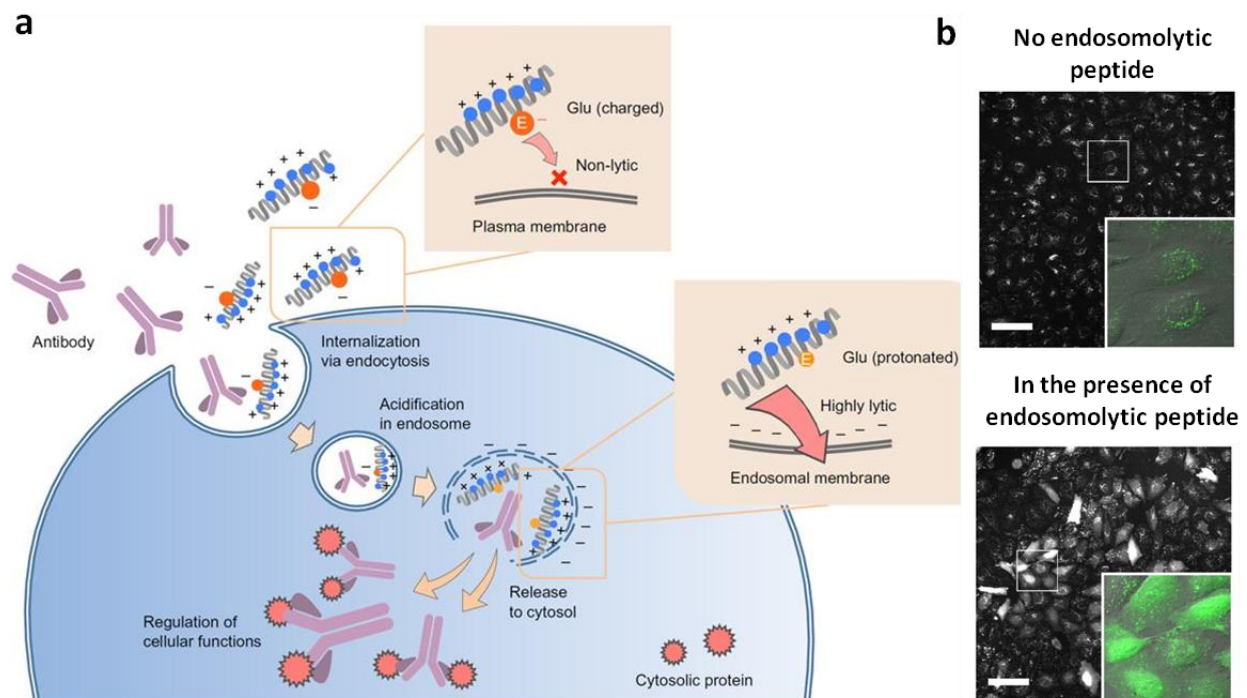 a
Glu (charged)
E
Non-lytic
Plasma membrane
Antibody
Internalization
via endocytosis
Acidification
in endosome
Glu (protonated)
E
Highly lytic
Endosomal membrane
Release
to cytosol
Regulation of
cellular functions
Cytosolic protein
b
No endosomolytic
peptide
In the presence of
endosomolytic peptide